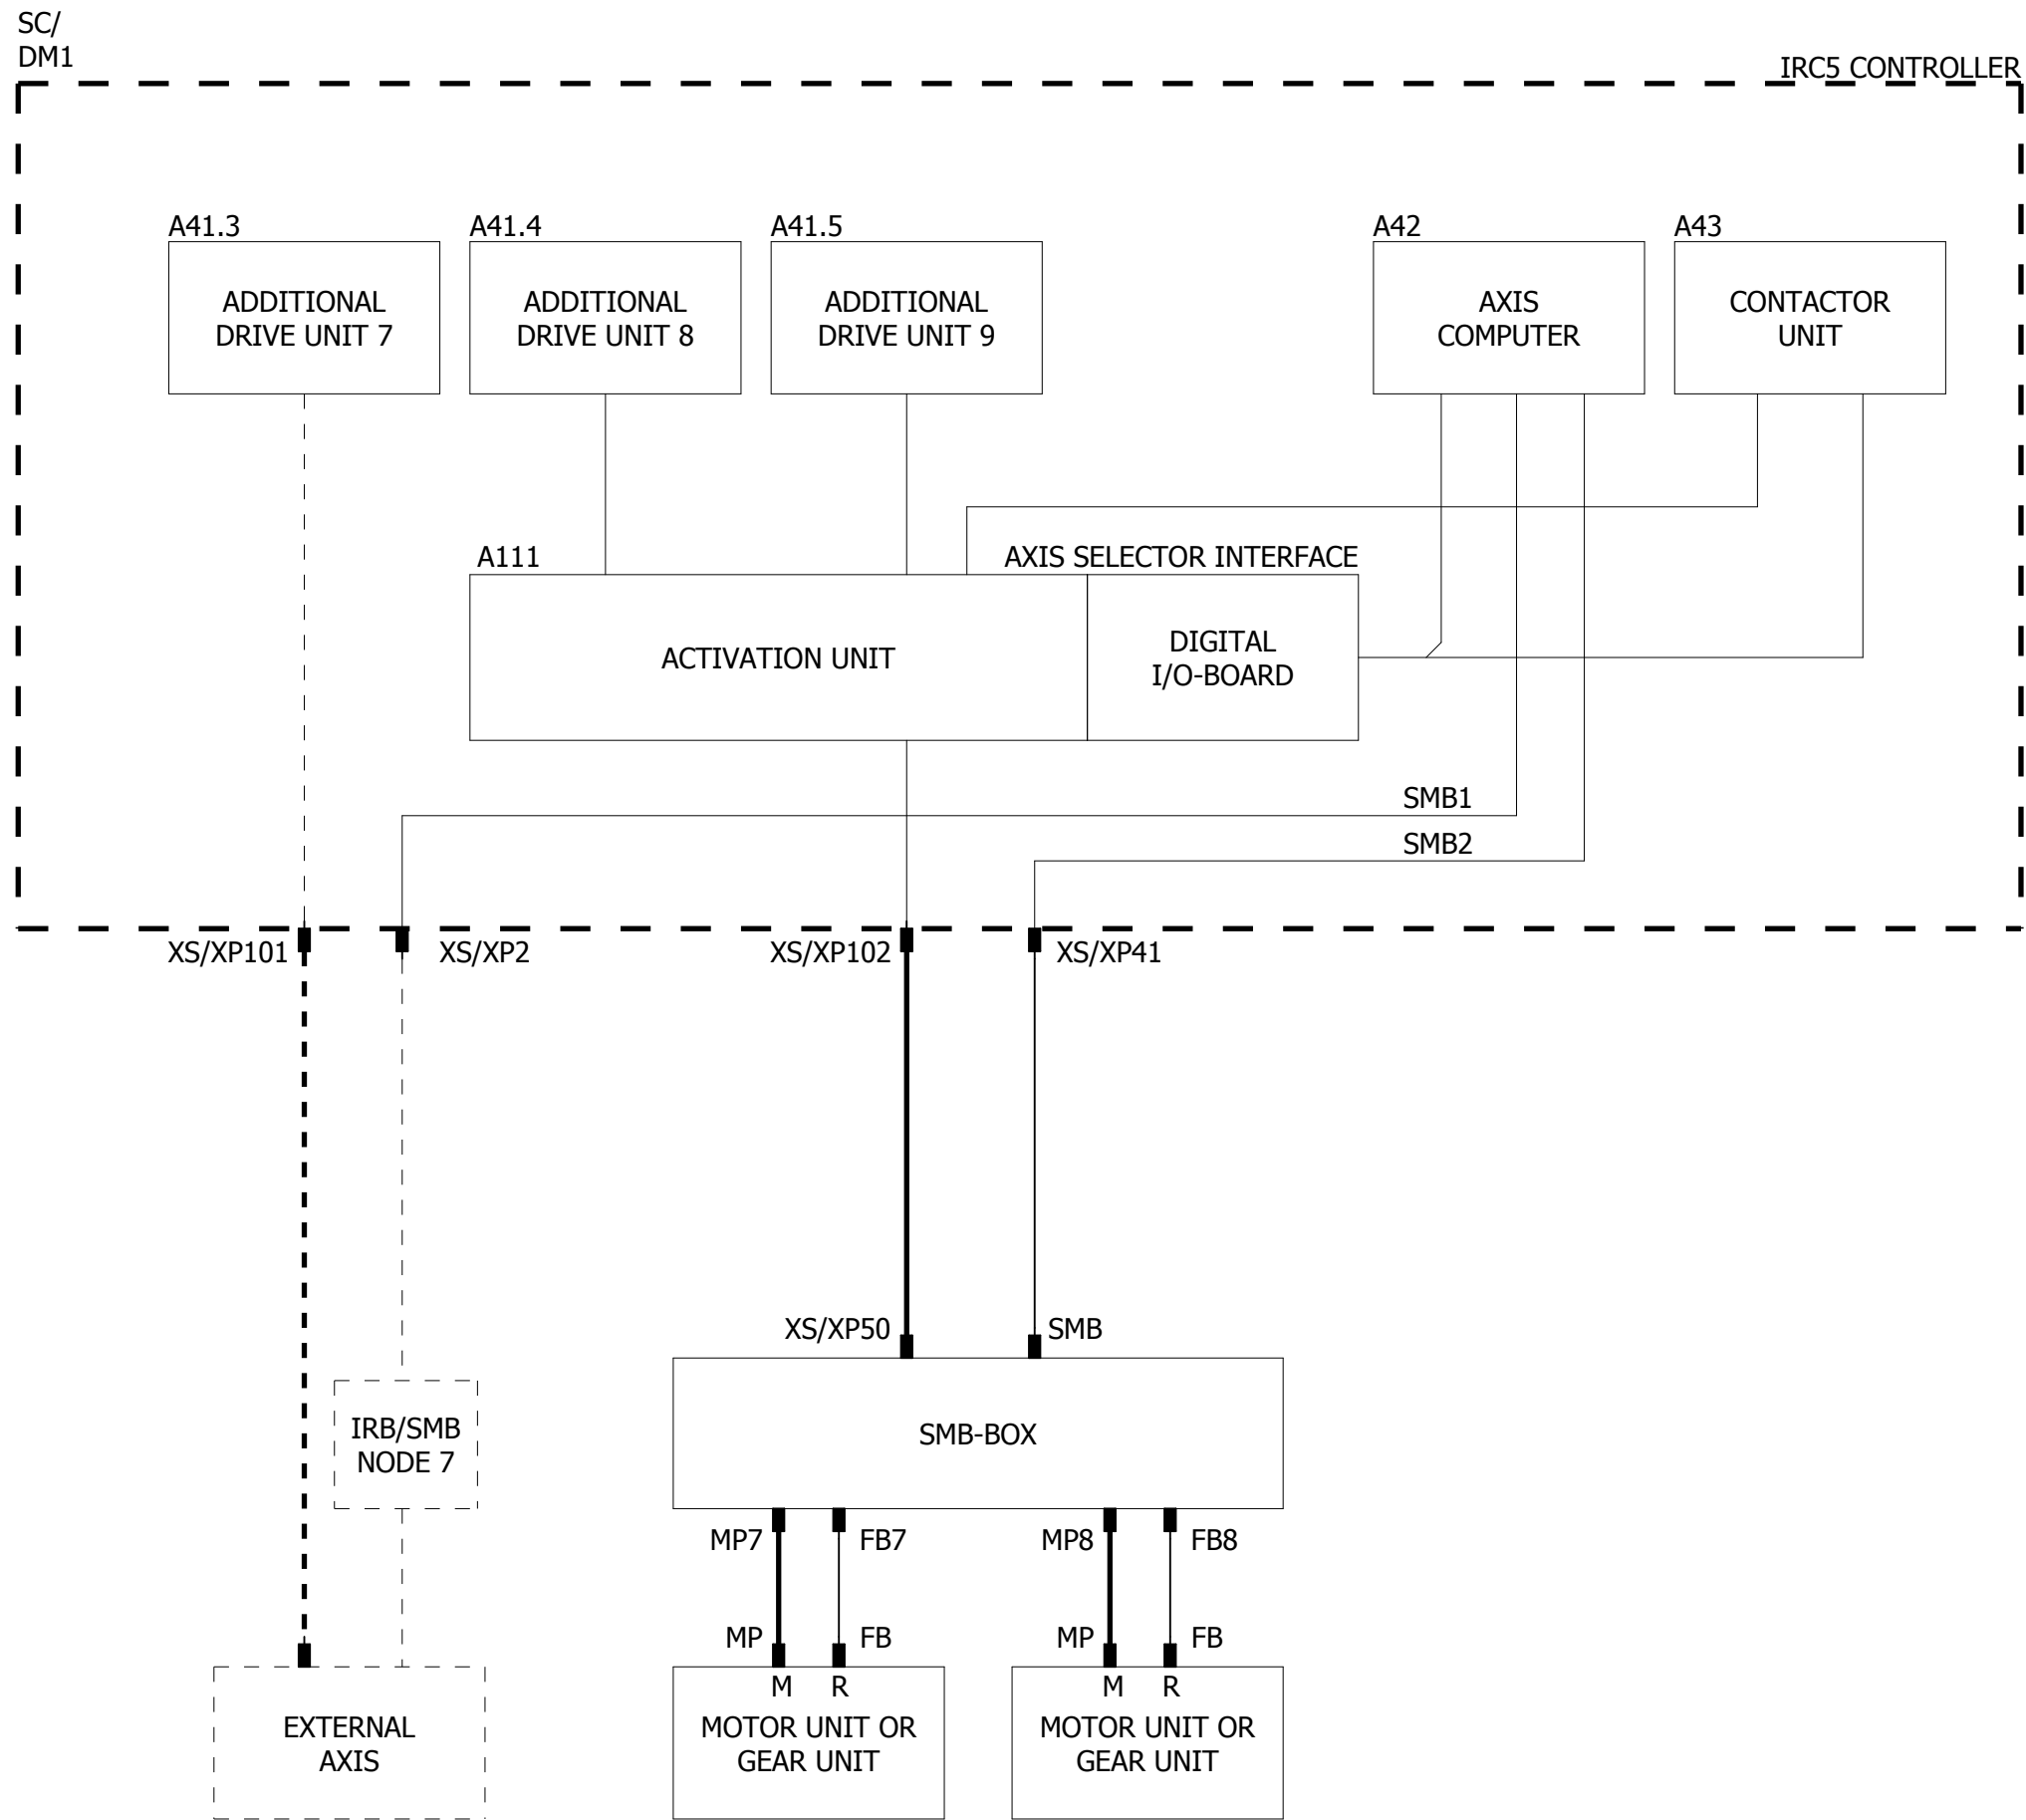 SC/
DM1
IRC5 CONTROLLER
A41.3
A41.4
A41.5
A42
A43
ADDITIONAL
DRIVE UNIT 7
ADDITIONAL
DRIVE UNIT 8
ADDITIONAL
DRIVE UNIT 9
AXIS
COMPUTER
CONTACTOR
UNIT
A111
AXIS SELECTOR INTERFACE
ACTIVATION UNIT
DIGITAL
I/O-BOARD
SMB1
SMB2
XS/XP101
XS/XP2
XS/XP102
XS/XP41
XS/XP50
SMB
IRB/SMB
NODE 7
SMB-BOX
MP7
FB7
MP8
FB8
MP
FB
MP
FB
M
R
M
R
EXTERNAL
AXIS
MOTOR UNIT OR
GEAR UNIT
MOTOR UNIT OR
GEAR UNIT